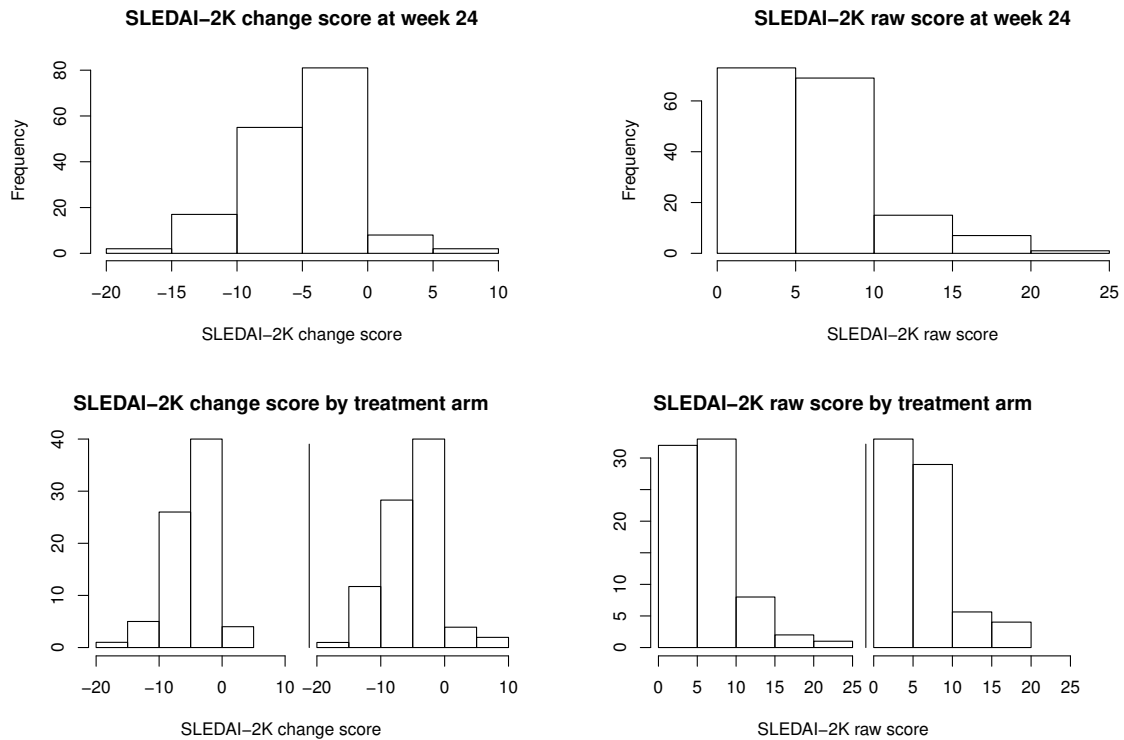 SLEDAI−2K change score at week 24
Frequency
0 20 40 60 80
−20 −15 −10 −5 0 5 10
SLEDAI−2K change score
SLEDAI−2K raw score at week 24
Frequency
0 20 40 60
0 5 10 15 20 25
SLEDAI−2K raw score
SLEDAI−2K change score by treatment arm
0 10 20 30 40
−20 −10 0 10 −20 −10 0 10
SLEDAI−2K change score
SLEDAI−2K raw score by treatment arm
0 5 10 20 30
0 5 10 15 20 25 0 5 10 15 20 25
SLEDAI−2K raw score